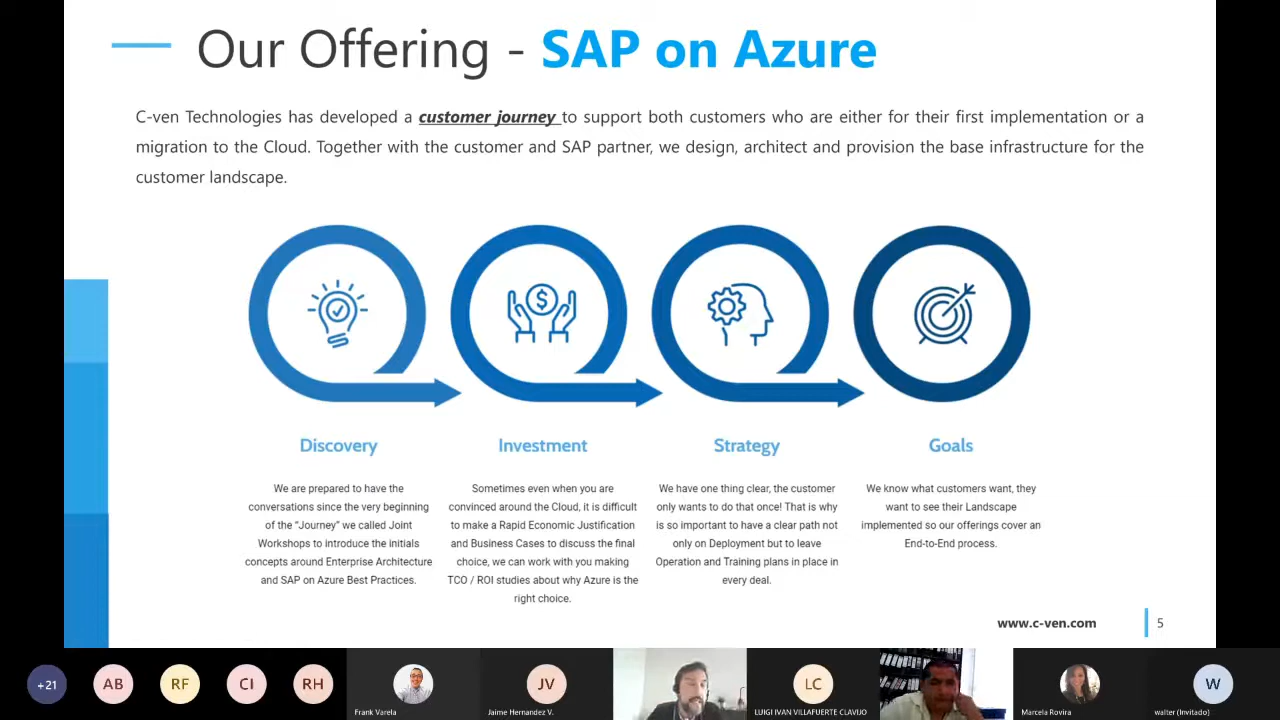 Our Offering - SAP on Azure
C-ven Technologies has developed a customer journey to support both customers who are either for their first implementation or a
migration to the Cloud. Together with the customer and SAP partner, we design, architect and provision the base infrastructure for the
customer landscape.
Discovery
We are prepared to have the
conversations since the very beginning
of the “Journey” we called Joint
Workshops to introduce the initials
concepts around Enterprise Architecture
and SAP on Azure Best Practices.
Investment
Sometimes even when you are
convinced around the Cloud, it is difficult
to make a Rapid Economic Justification
and Business Cases to discuss the final
choice, we can work with you making
TCO / ROI studies about why Azure is the
right choice.
Strategy
We have one thing clear, the customer
only wants to do that once! That is why
is so important to have a clear path not
only on Deployment but to leave
Operation and Training plans in place in
every deal.
Goals
We know what customers want, they
want to see their Landscape
implemented so our offerings cover an
End-to-End process.
www.c-ven.com
5
+21
AB
RF
CI
RH
Frank Varela
JV
Jaime Hernandez V.
LC
LUIGI IVAN VILLAFUERTE CLAVIJO
Marcela Rovira
W
walter (Invitado)